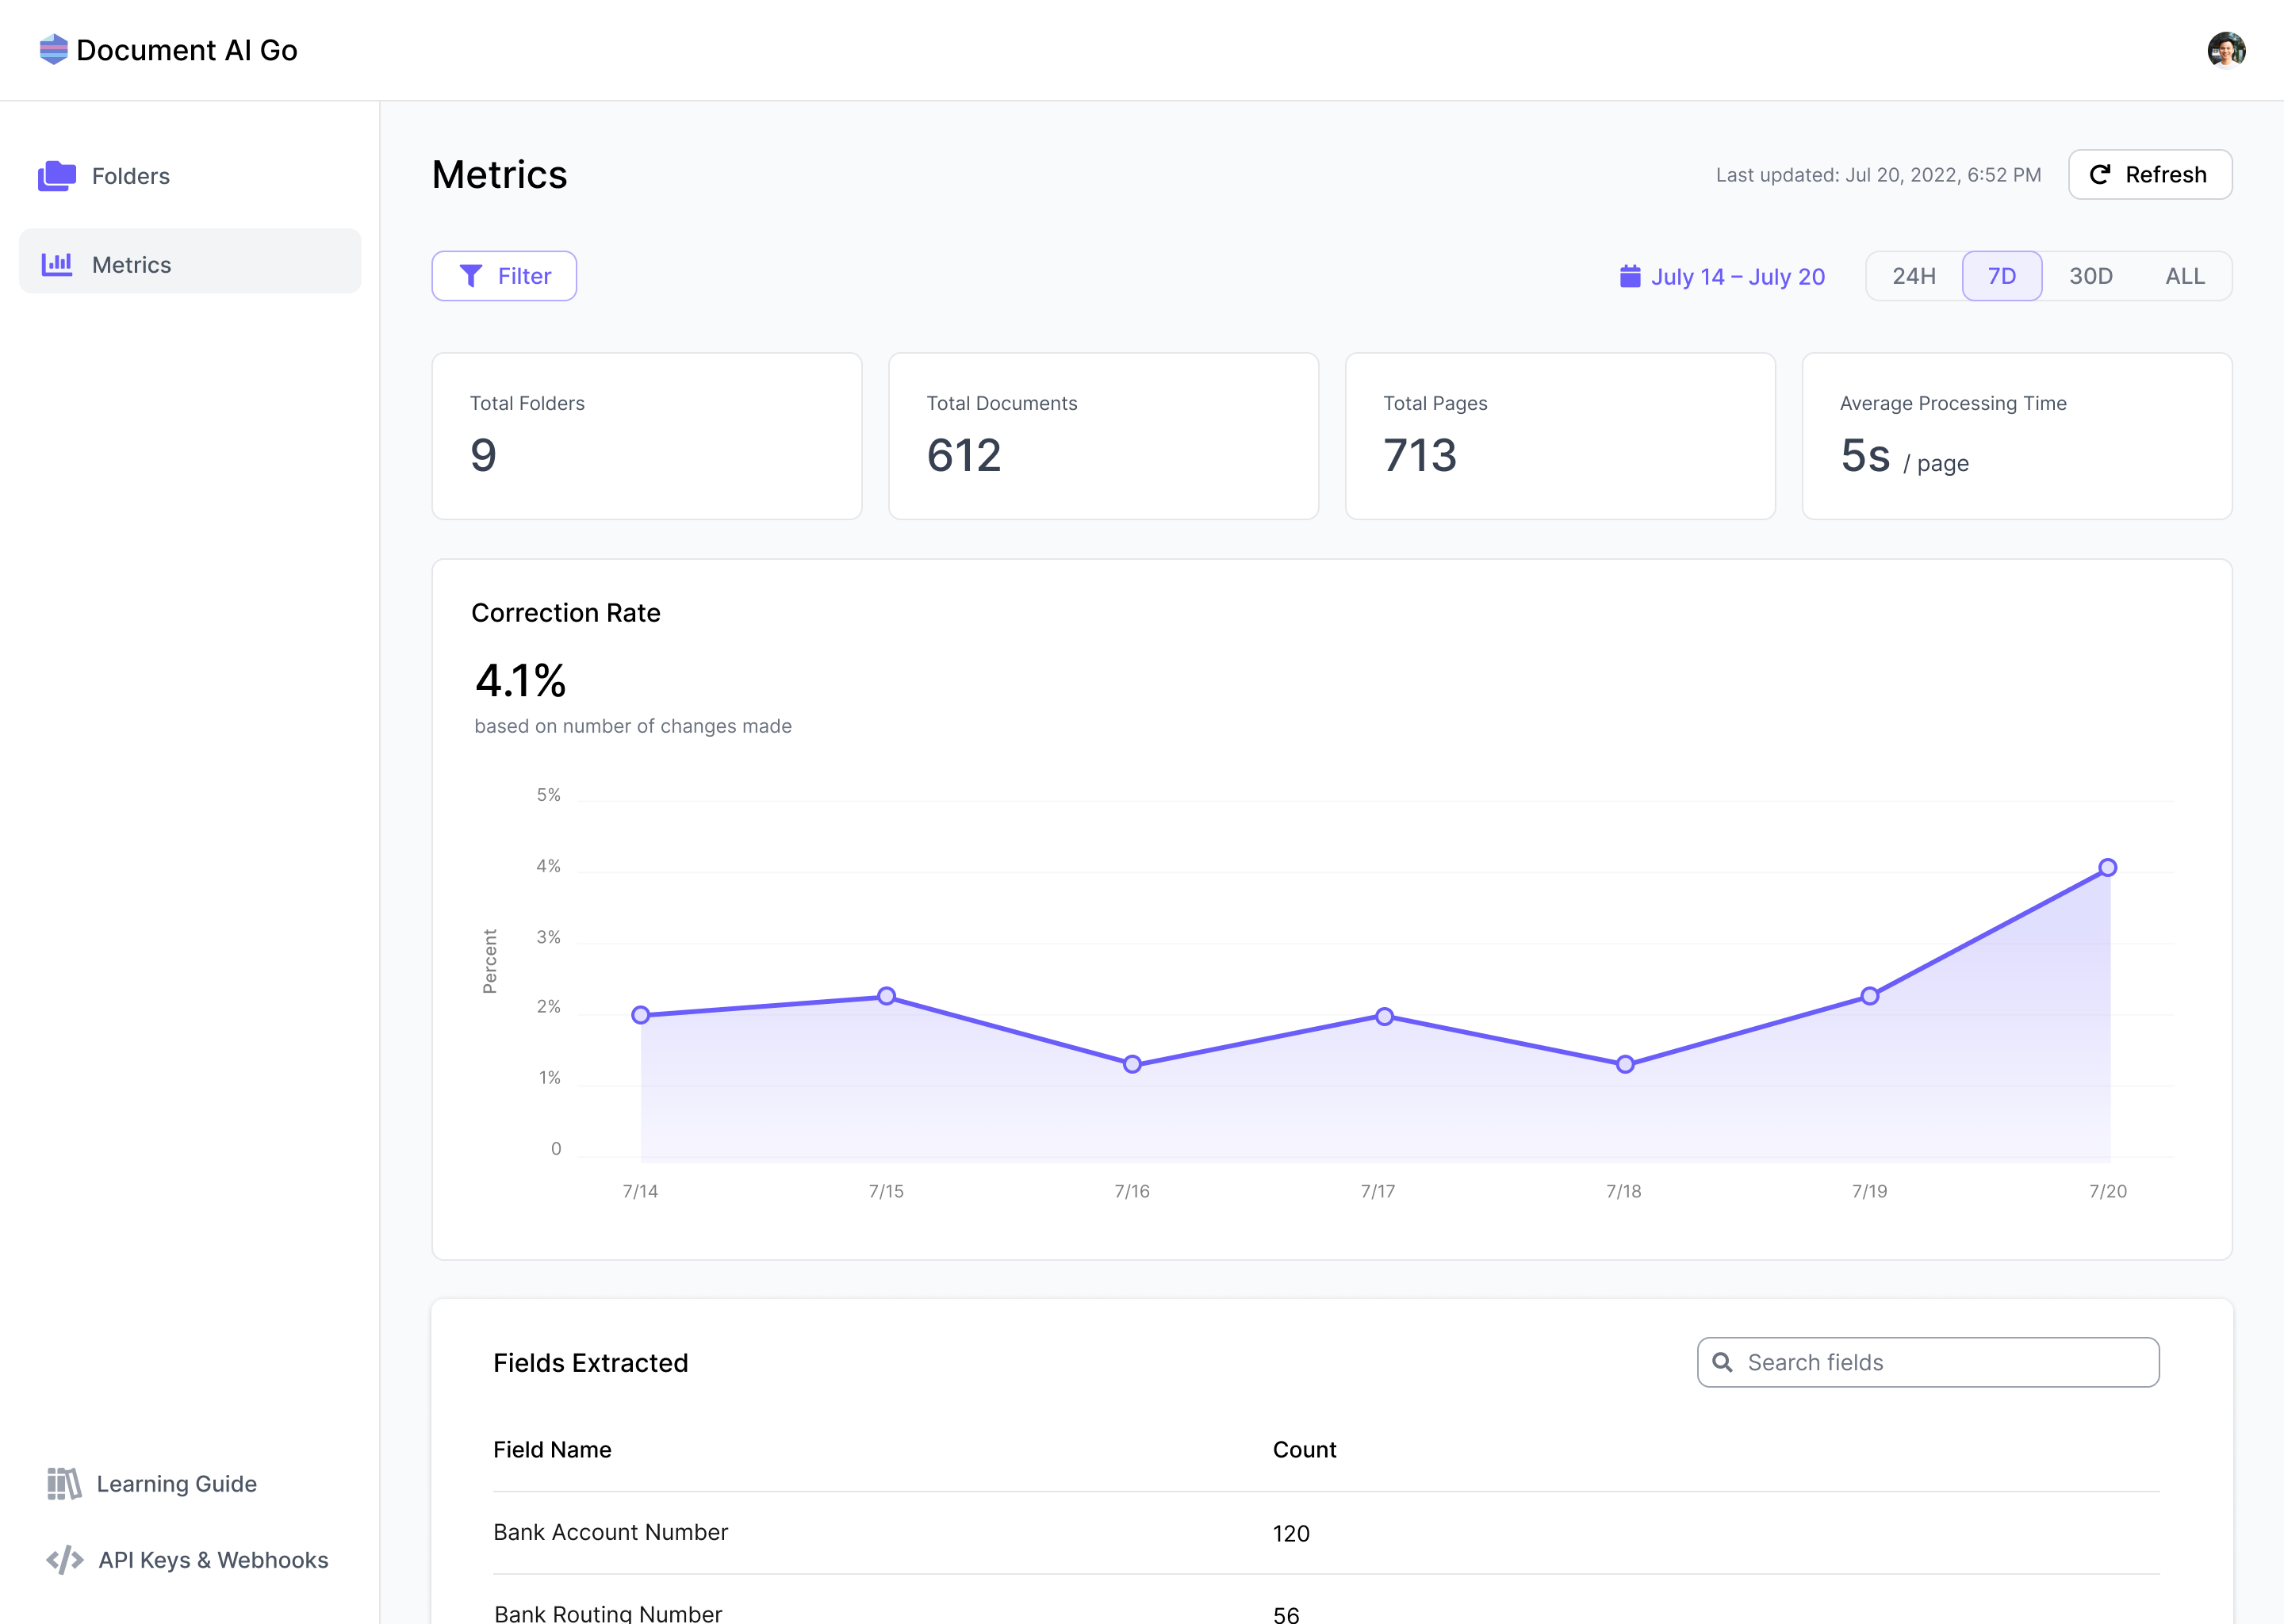 Document AI Go
Folders
Metrics
Learning Guide
API Keys & Webhooks
Metrics
Last updated: Jul 20, 2022, 6:52 PM
Refresh
Filter
July 14 – July 20
24H 7D 30D ALL
Total Folders
9
Total Documents
612
Total Pages
713
Average Processing Time
5s / page
Correction Rate
4.1%
based on number of changes made
Percent
5%
4%
3%
2%
1%
0
7/14 7/15 7/16 7/17 7/18 7/19 7/20
Fields Extracted
Search fields
Field Name Count
Bank Account Number 120
Bank Routing Number 56